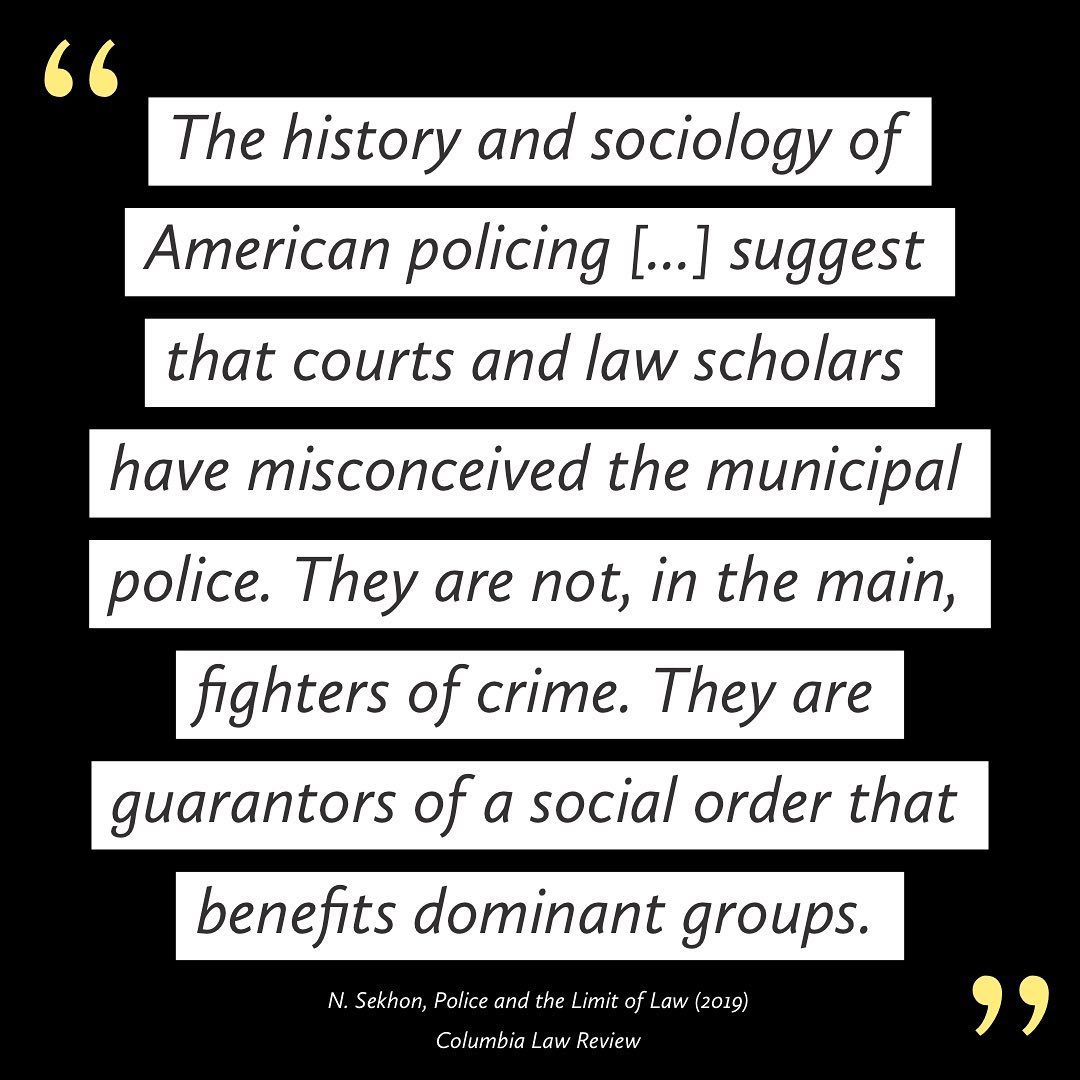 “
The history and sociology of
American policing [...] suggest
that courts and law scholars
have misconceived the municipal
police. They are not, in the main,
fighters of crime. They are
guarantors of a social order that
benefits dominant groups.
”
N. Sekhon, Police and the Limit of Law (2019)
Columbia Law Review